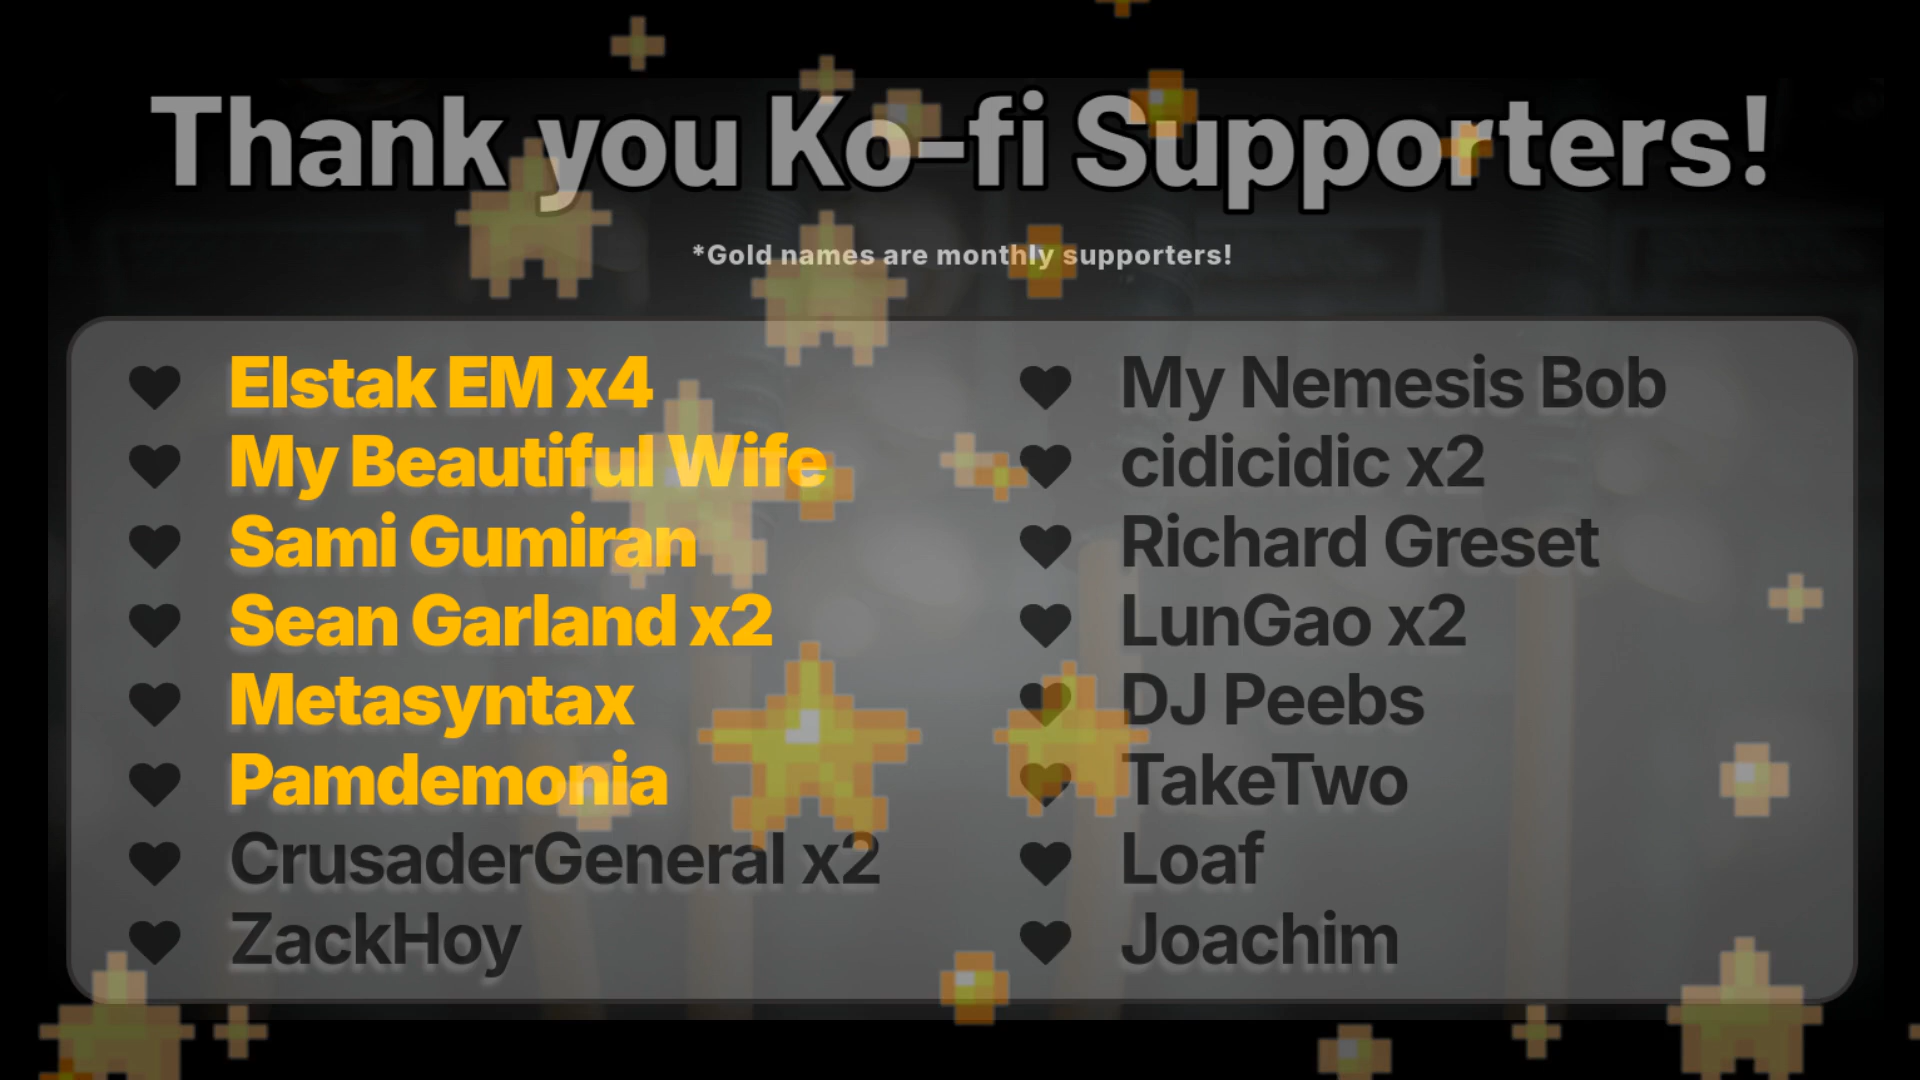 Thank you Ko-fi Supporters!
*Gold names are monthly supporters!
Elstak EM x4
My Beautiful Wife
Sami Gumiran
Sean Garland x2
Metasyntax
Pamdemonia
CrusaderGeneral x2
ZackHoy
My Nemesis Bob
cidicidic x2
Richard Greset
LunGao x2
DJ Peebs
TakeTwo
Loaf
Joachim